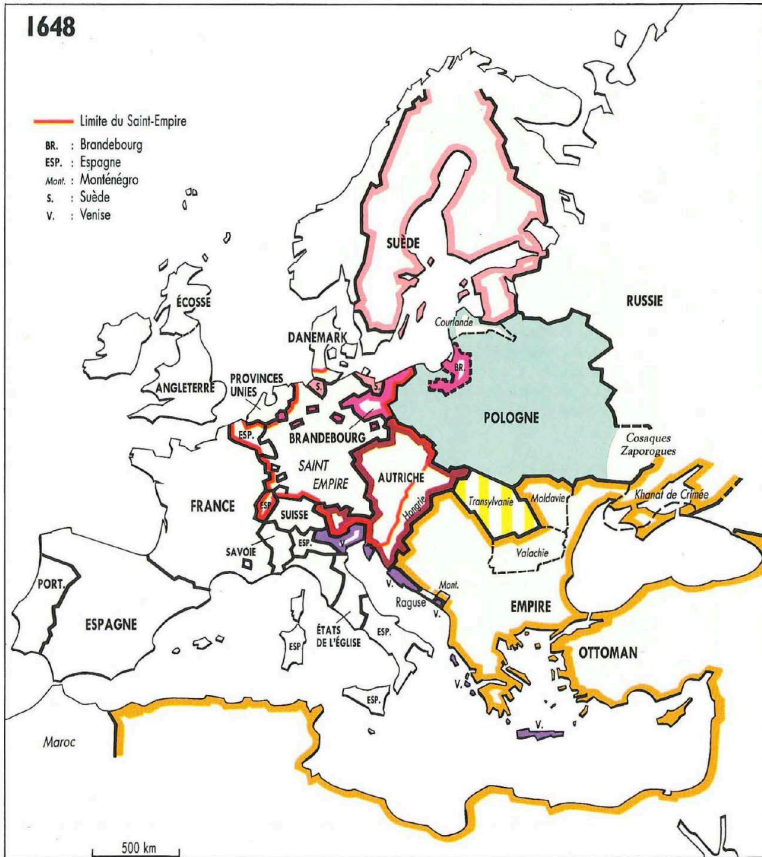 1648
Limite du Saint-Empire
BR. : Brandebourg
ESP. : Espagne
Mont. : Monténégro
S. : Suède
V. : Venise
SUÈDE
ÉCOSSE
RUSSIE
DANEMARK
Courlande
ANGLETERRE
PROVINCES
UNIES
S.
S.
BR.
POLOGNE
ESP.
BRANDEBOURG
Cosaques
Zaporogues
SAINT
EMPIRE
AUTRICHE
FRANCE
Transylvanie
Moldavie
Khanat de Crimée
Hongrie
ESP.
SUISSE
SAVOIE
ESP.
V.
Valachie
PORT.
V.
Mont.
Raguse
V.
ESPAGNE
EMPIRE
ESP.
ÉTATS
DE L'ÉGLISE
ESP.
OTTOMAN
V.
ESP.
V.
Maroc
500 km